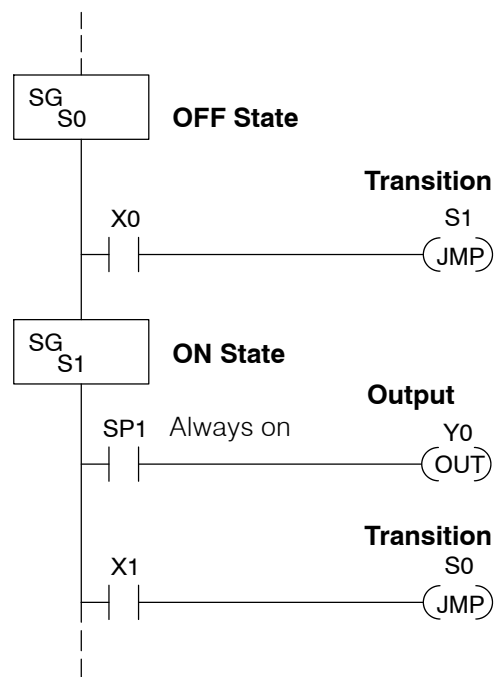 SG
S0
OFF State
Transition
X0
S1
JMP
SG
S1
ON State
Output
SP1 Always on
Y0
OUT
Transition
X1
S0
JMP